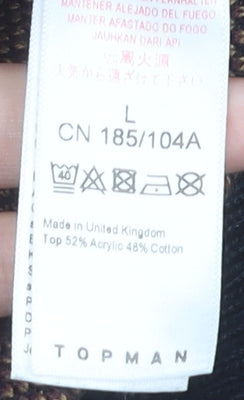 MANTENER ALEJADO DEL FUEGO
MANTER AFASTADO DO FOGO
JAUHKAN DARI API
L
CN 185/104A
40
Made in United Kingdom
Top 52% Acrylic 48% Cotton
TOPMAN